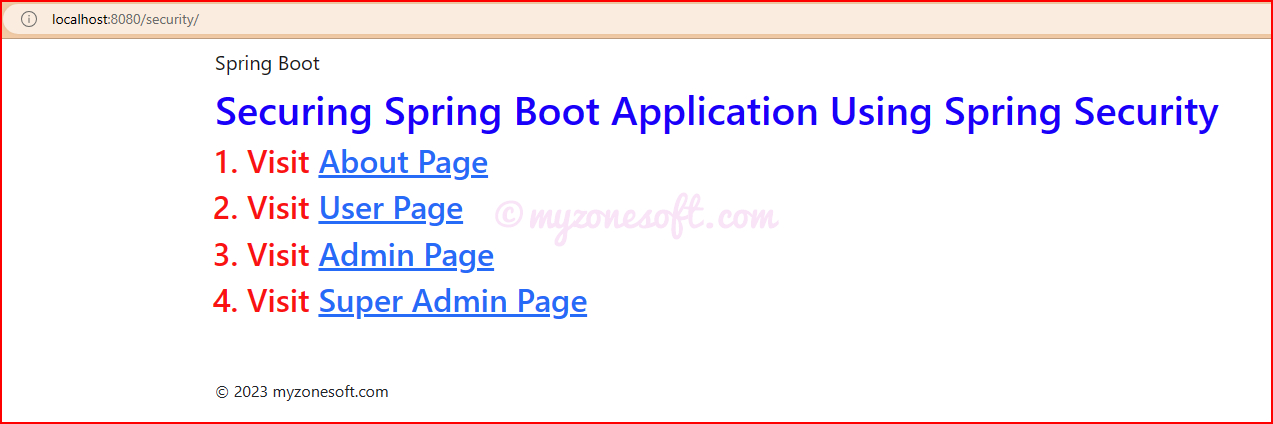 localhost:8080/security/
Spring Boot
Securing Spring Boot Application Using Spring Security
1. Visit About Page
2. Visit User Page
© myzonesoft.com
3. Visit Admin Page
4. Visit Super Admin Page
© 2023 myzonesoft.com